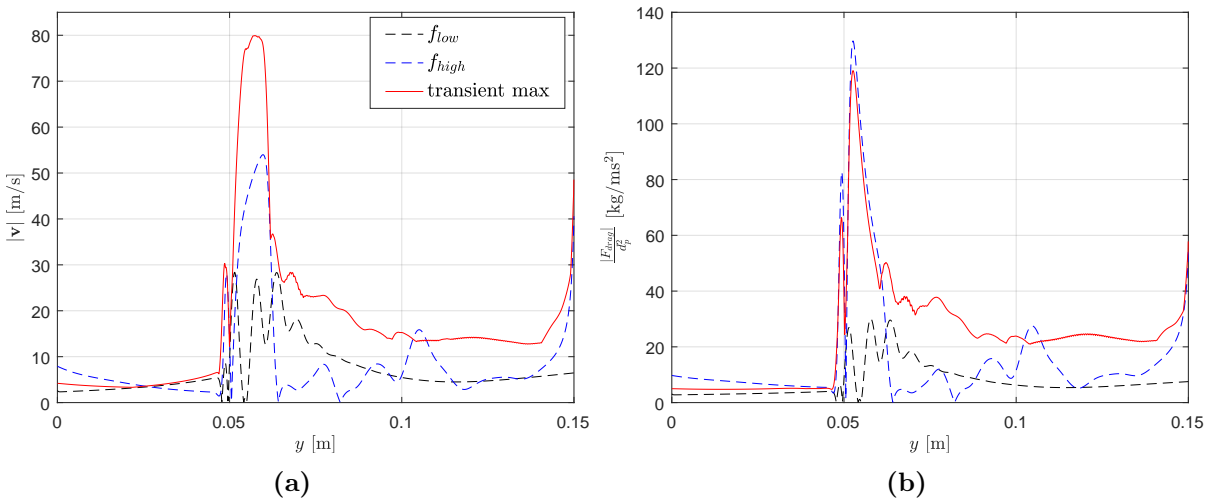 80
70
60
50
40
30
20
10
0
|v| [m/s]
0
0.05
0.1
0.15
y [m]
f_low
f_high
transient max
(a)
140
120
100
80
60
40
20
0
|F_drag|/d_p^2 [kg/ms^2]
0
0.05
0.1
0.15
y [m]
(b)